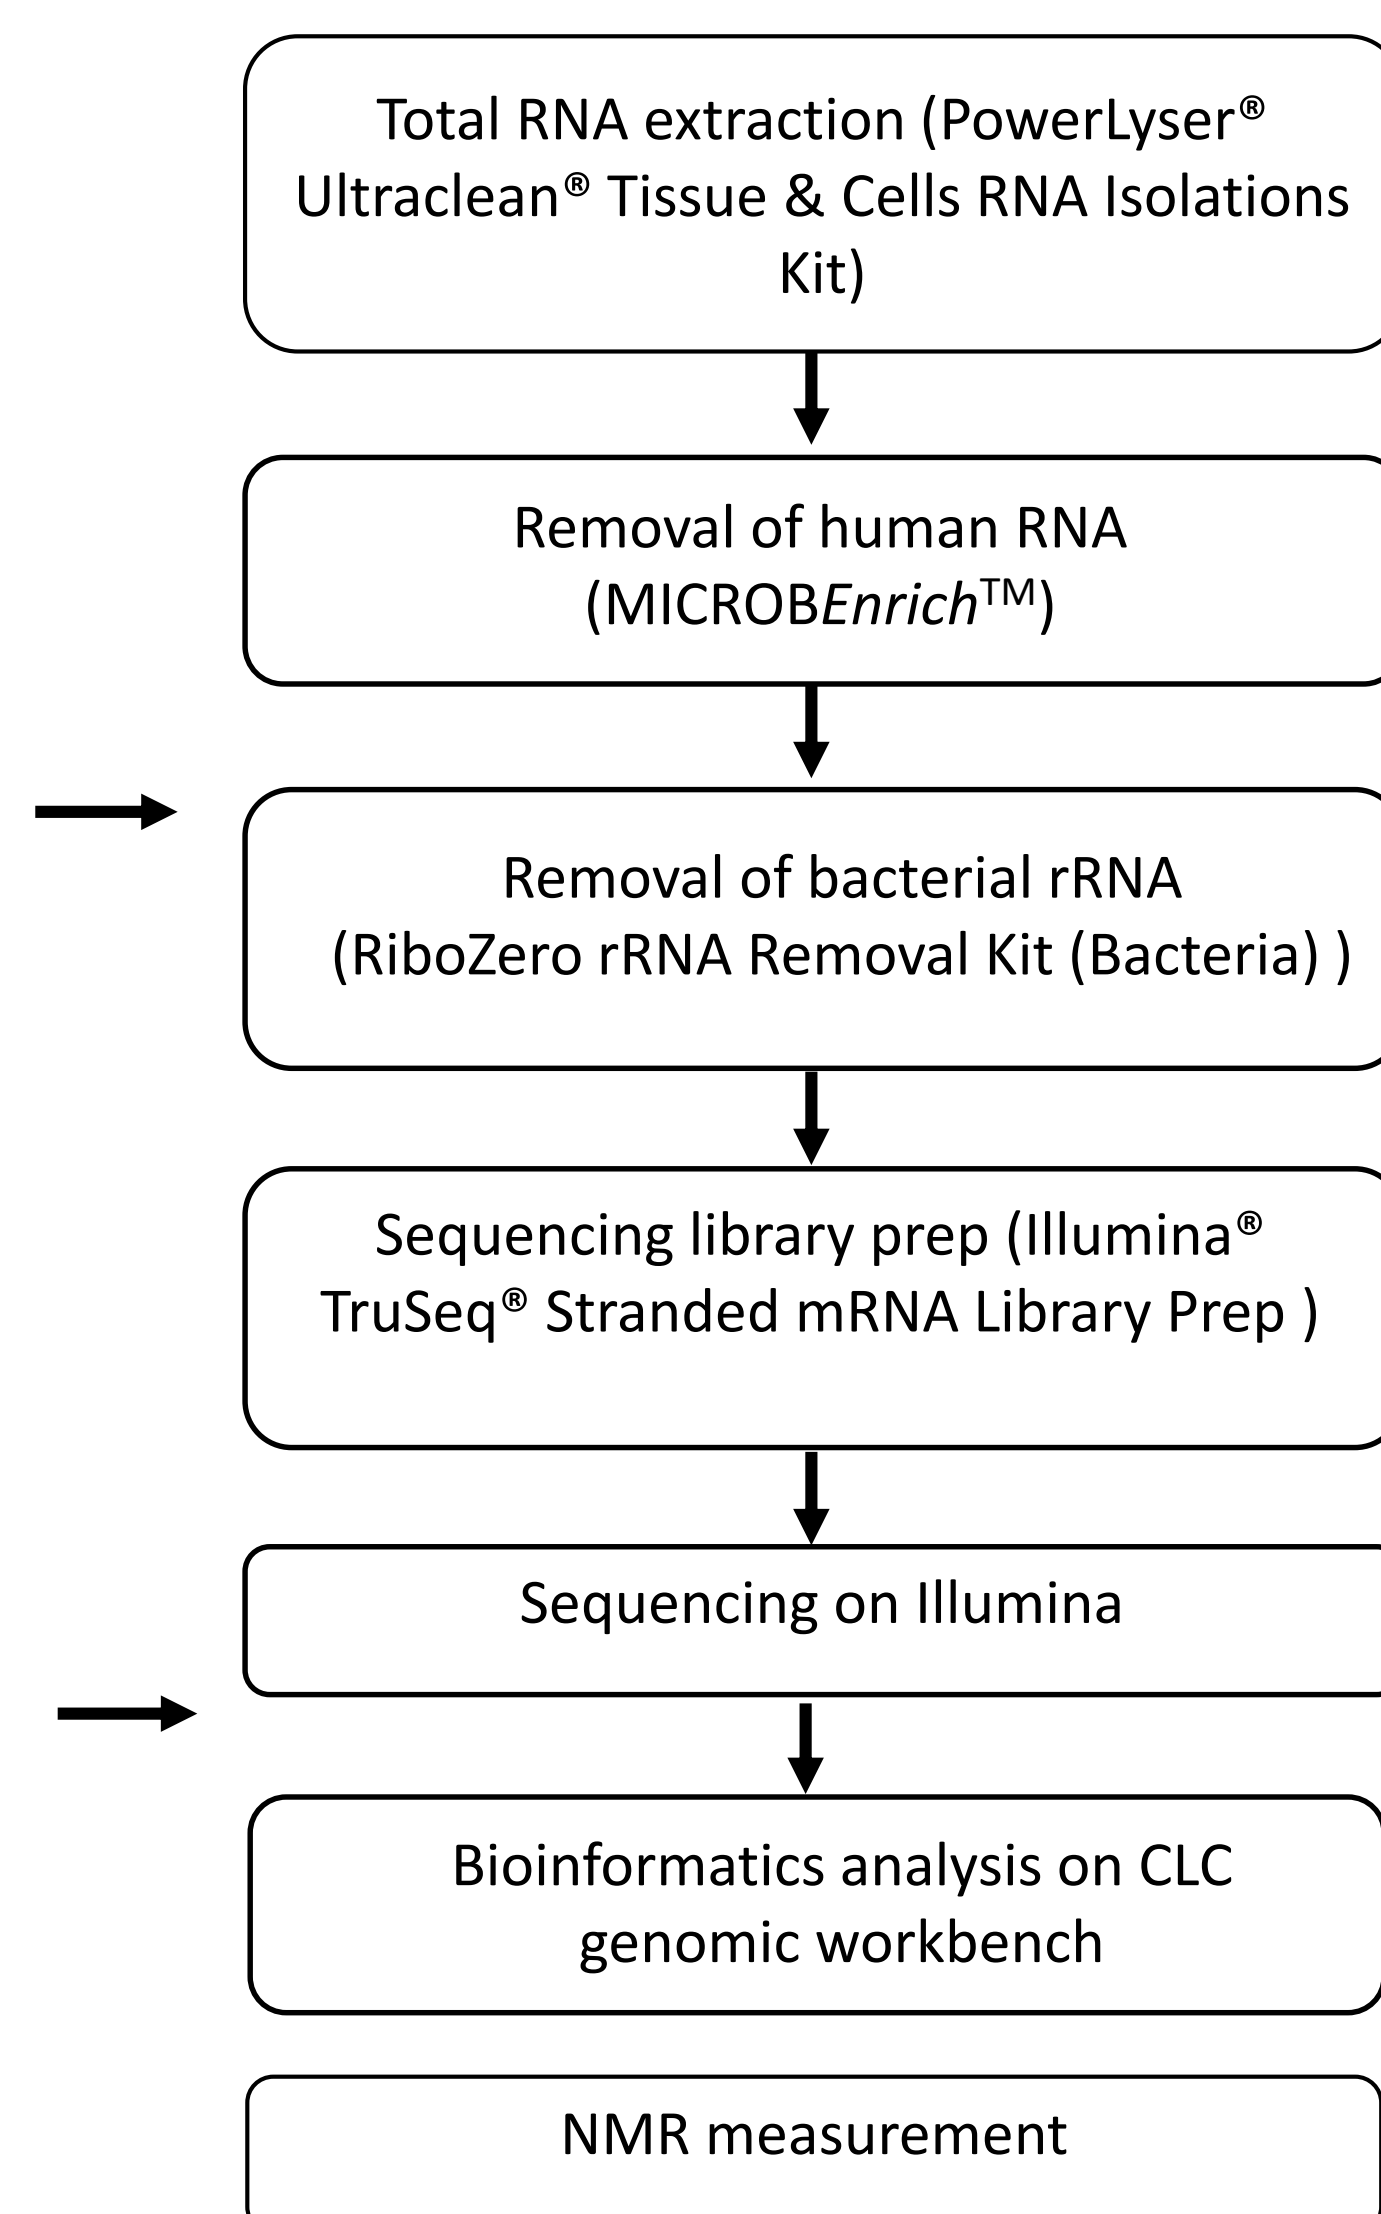 Total RNA extraction (PowerLyser®
Ultraclean® Tissue & Cells RNA Isolations
Kit)
Removal of human RNA
(MICROBEnrich™)
Removal of bacterial rRNA
(RiboZero rRNA Removal Kit (Bacteria) )
Sequencing library prep (Illumina®
TruSeq® Stranded mRNA Library Prep )
Sequencing on Illumina
Bioinformatics analysis on CLC
genomic workbench
NMR measurement